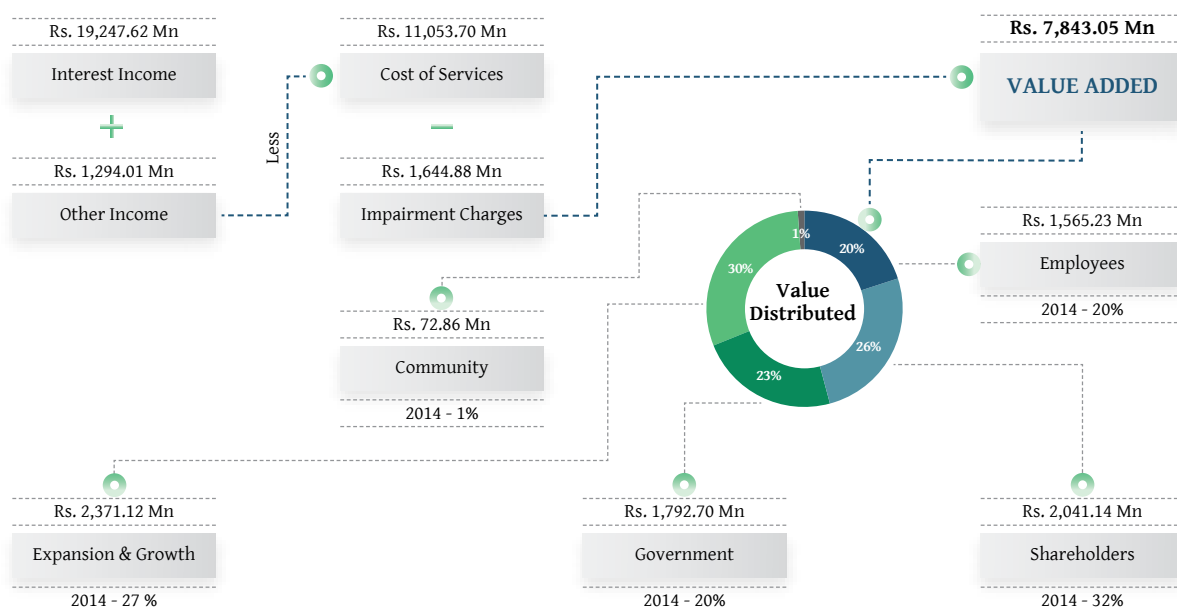 Rs. 19,247.62 Mn
Interest Income
+
Rs. 1,294.01 Mn
Other Income
Less
Rs. 11,053.70 Mn
Cost of Services
−
Rs. 1,644.88 Mn
Impairment Charges
Rs. 7,843.05 Mn
VALUE ADDED
Value
Distributed
1%
20%
30%
26%
23%
Rs. 1,565.23 Mn
Employees
2014 - 20%
Rs. 72.86 Mn
Community
2014 - 1%
Rs. 2,371.12 Mn
Expansion & Growth
2014 - 27 %
Rs. 1,792.70 Mn
Government
2014 - 20%
Rs. 2,041.14 Mn
Shareholders
2014 - 32%